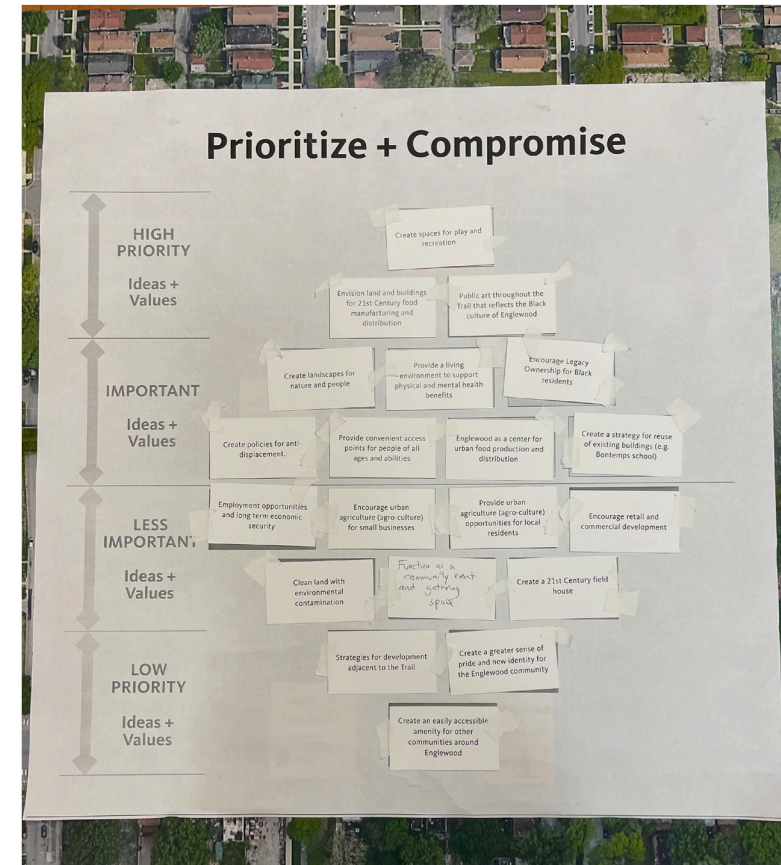 Prioritize + Compromise
HIGH
PRIORITY
Ideas +
Values
Create spaces for play and
recreation
Envision land and buildings
for 21st Century food
manufacturing and
distribution
Public art throughout the
Trail that reflects the Black
culture of Englewood
IMPORTANT
Ideas +
Values
Create landscapes for
nature and people
Provide a living
environment to support
physical and mental health
benefits
Encourage Legacy
Ownership for Black
residents
Create policies for anti-
displacement.
Provide convenient access
points for people of all
ages and abilities
Englewood as a center for
urban food production and
distribution
Create a strategy for reuse
of existing buildings (e.g.
Bontemps school)
LESS
IMPORTANT
Ideas +
Values
Employment opportunities
and long term economic
security
Encourage urban
agriculture (agro-culture)
for small businesses
Provide urban
agriculture (agro-culture)
opportunities for local
residents
Encourage retail and
commercial development
Clean land with
environmental
contamination
Function as a
community event
and gathring
space
Create a 21st Century field
house
LOW
PRIORITY
Ideas +
Values
Strategies for development
adjacent to the Trail
Create a greater sense of
pride and new identity for
the Englewood community
Create an easily accessible
amenity for other
communities around
Englewood